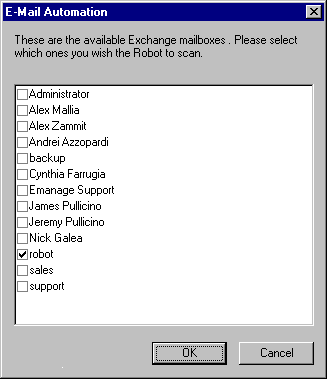 E-Mail Automation
These are the available Exchange mailboxes . Please select
which ones you wish the Robot to scan.
Administrator
Alex Mallia
Alex Zammit
Andrei Azzopardi
backup
Cynthia Farrugia
Emanage Support
James Pullicino
Jeremy Pullicino
Nick Galea
robot
sales
support
OK
Cancel